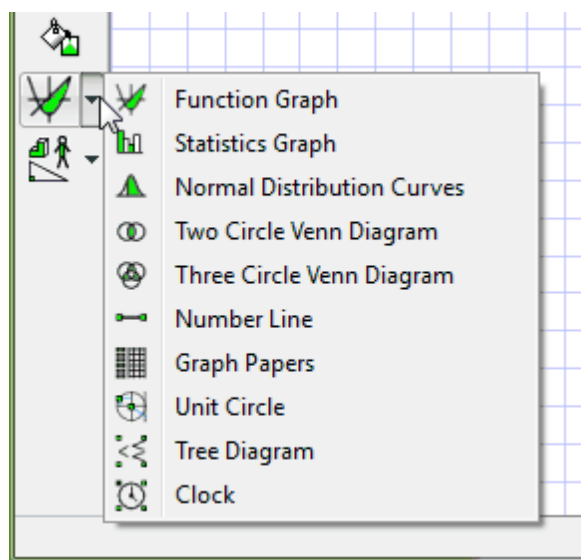 Function Graph
Statistics Graph
Normal Distribution Curves
Two Circle Venn Diagram
Three Circle Venn Diagram
Number Line
Graph Papers
Unit Circle
Tree Diagram
Clock